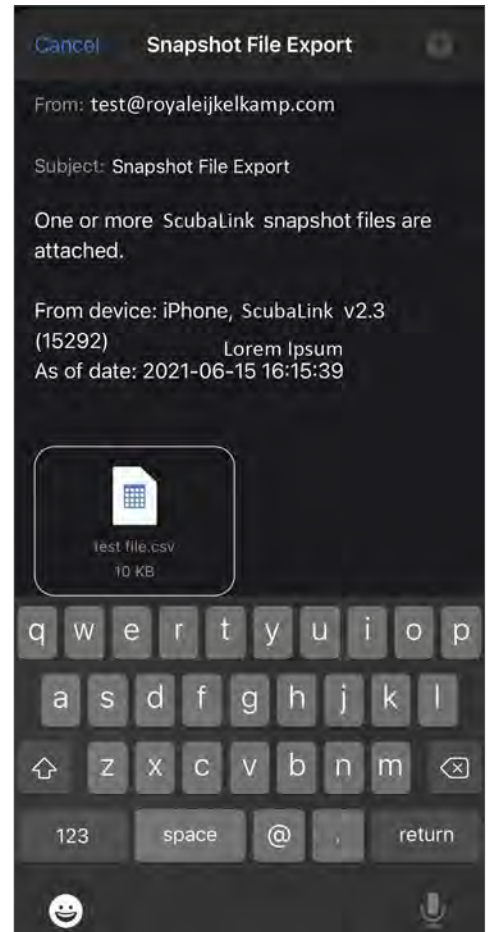 Cancel Snapshot File Export
From: test@royaleijkelkamp.com
Subject: Snapshot File Export
One or more ScubaLink snapshot files are
attached.
From device: iPhone, ScubaLink v2.3
(15292)
Lorem Ipsum
As of date: 2021-06-15 16:15:39
test file.csv
10 KB
q w e r t y u i o p
a s d f g h j k l
z x c v b n m
123 space @ . return